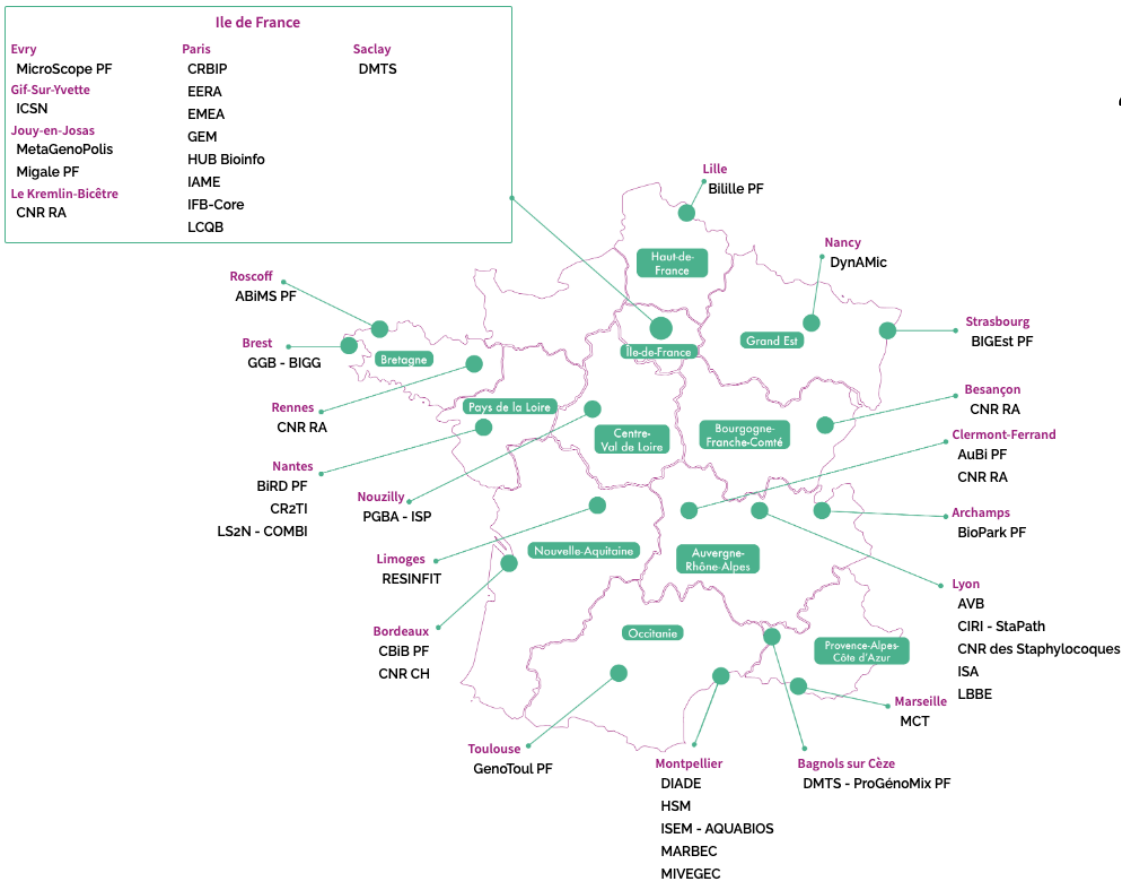 Ile de France
Evry
MicroScope PF
Gif-Sur-Yvette
ICSN
Jouy-en-Josas
MetaGenoPolis
Migale PF
Le Kremlin-Bicêtre
CNR RA
Paris
CRBIP
EERA
EMEA
GEM
HUB Bioinfo
IAME
IFB-Core
LCQB
Saclay
DMTS
Lille
Bilille PF
Haut-de-
France
Nancy
DynAMic
Roscoff
ABiMS PF
Strasbourg
BIGEst PF
Grand Est
Île-de-France
Brest
GGB - BIGG
Bretagne
Besançon
CNR RA
Rennes
CNR RA
Pays de la Loire
Centre-
Val de Loire
Bourgogne-
Franche-Comté
Clermont-Ferrand
AuBi PF
CNR RA
Nantes
BiRD PF
CR2TI
LS2N - COMBI
Nouzilly
PGBA - ISP
Archamps
BioPark PF
Limoges
RESINFIT
Nouvelle-Aquitaine
Auvergne-
Rhône-Alpes
Lyon
AVB
CIRI - StaPath
CNR des Staphylocoques
ISA
LBBE
Bordeaux
CBiB PF
CNR CH
Occitanie
Provence-Alpes-
Côte d'Azur
Marseille
MCT
Toulouse
GenoToul PF
Montpellier
DIADE
HSM
ISEM - AQUABIOS
MARBEC
MIVEGEC
Bagnols sur Cèze
DMTS - ProGénoMix PF